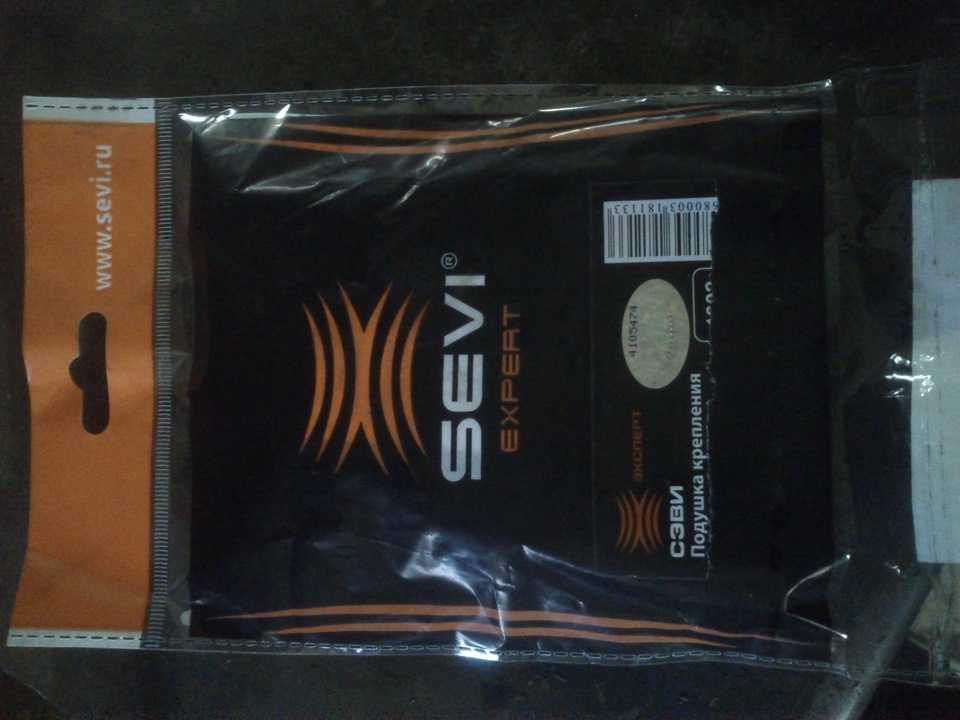 www.sevi.ru
SEVI®
EXPERT
4105474
ЭКСПЕРТ
СЭВИ
Подушка крепления